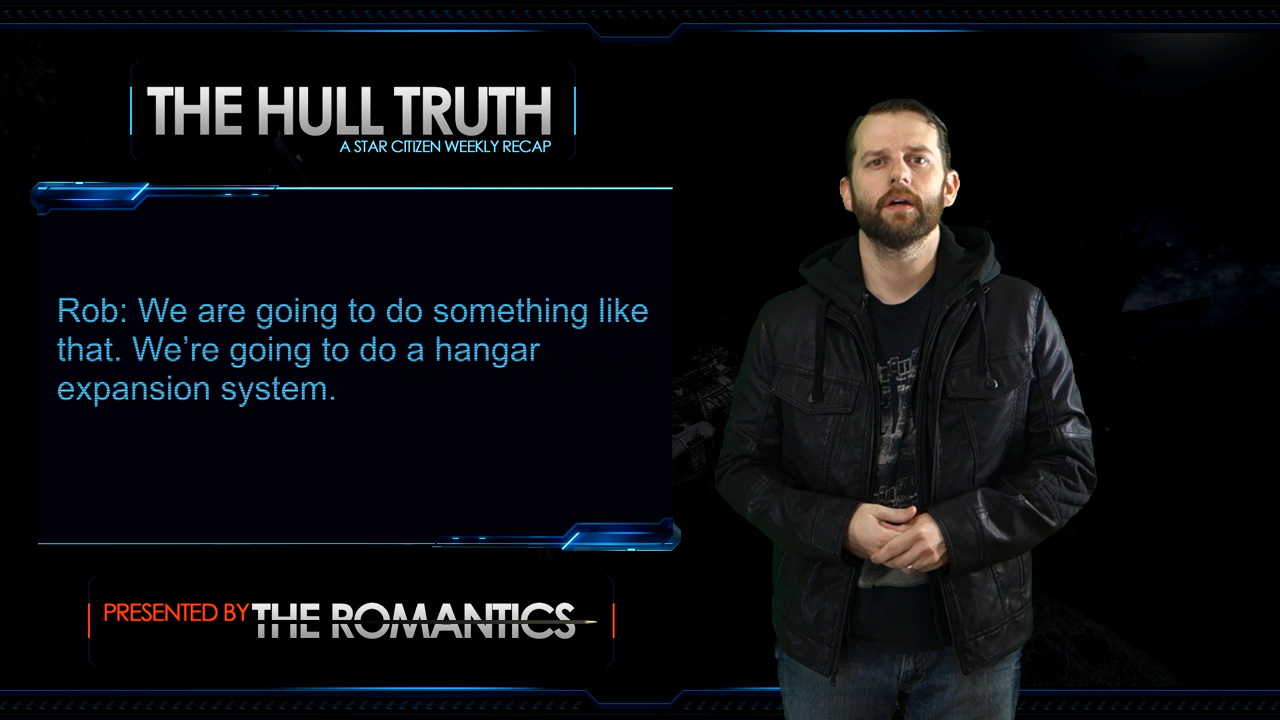 THE HULL TRUTH
A STAR CITIZEN WEEKLY RECAP
Rob: We are going to do something like
that. We’re going to do a hangar
expansion system.
PRESENTED BY THE ROMANTICS